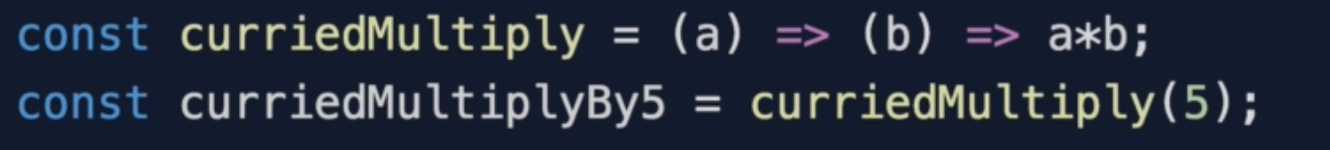 const curriedMultiply = (a) => (b) => a*b;
const curriedMultiplyBy5 = curriedMultiply(5);